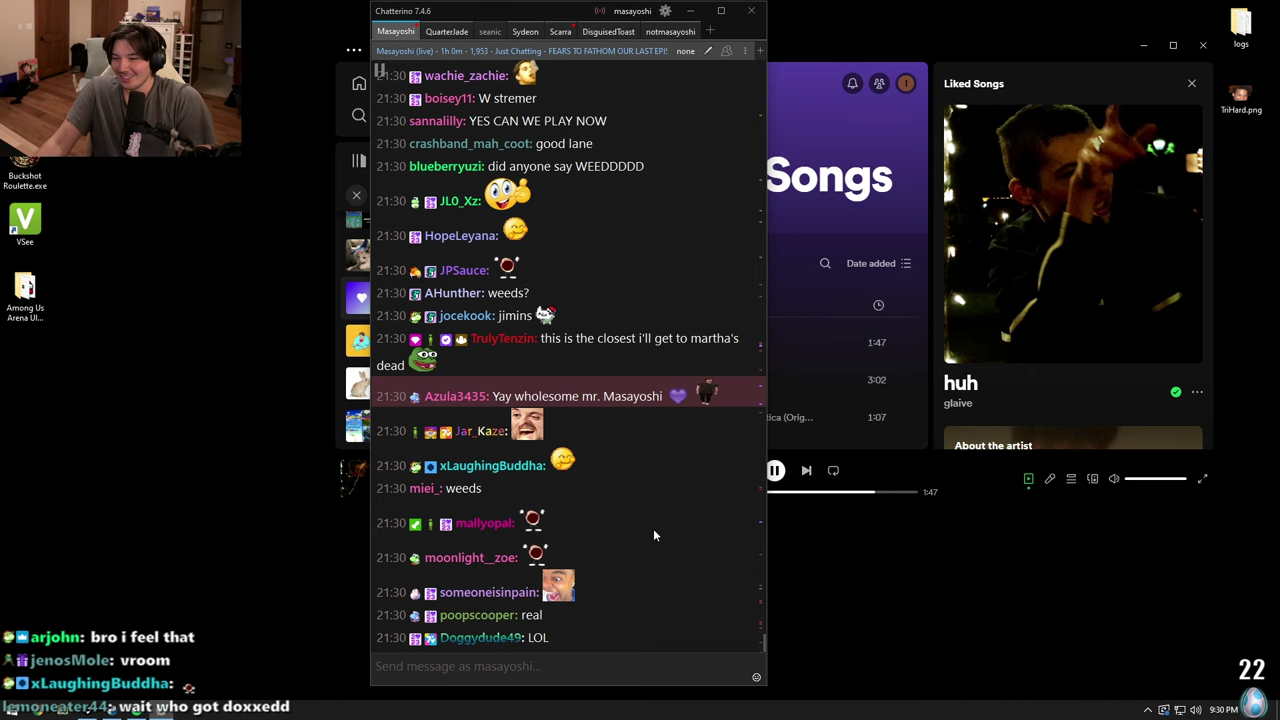 Chatterino 7.4.6
masayoshi
Masayoshi
QuarterJade
seanic
Sydeon
Scarra
DisguisedToast
notmasayoshi
Masayoshi (live) - 1h 0m - 1,953 - Just Chatting - FEARS TO FATHOM OUR LAST EPI
none
21:30 wachie_zachie:
21:30 boisey11: W stremer
sannalilly: YES CAN WE PLAY NOW
21:30 crashband_mah_coot: good lane
21:30 blueberryuzi: did anyone say WEEDDDDD
21:30 JL0_Xz:
21:30 HopeLeyana:
21:30 JPSauce:
21:30 AHunther: weeds?
21:30 jocekook: jimins
21:30 TrulyTenzin: this is the closest i'll get to martha's
dead
21:30 Azula3435: Yay wholesome mr. Masayoshi
21:30 Jar_Kaze:
21:30 xLaughingBuddha:
21:30 miei_: weeds
21:30 mallyopal:
21:30 moonlight__zoe:
21:30 someoneisinpain:
21:30 poopscooper: real
21:30 Doggydude49: LOL
Send message as masayoshi...
Buckshot
Roulette.exe
VSee
Among Us
Arena Ul...
arjohn: bro i feel that
jenosMole: vroom
xLaughingBuddha:
lemoneater44: wait who got doxxedd
Songs
Date added
1:47
3:02
(Orig...
1:07
1:47
Liked Songs
huh
glaive
About the artist
logs
TriHard.png
22
9:30 PM